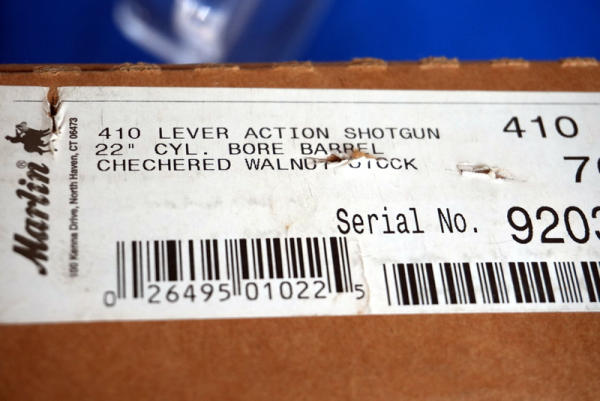 410 LEVER ACTION SHOTGUN
22" CYL. BORE BARREL
CHECHERED WALNUT STOCK
410
Serial No. 9203
Marlin®
100 Kenna Drive, North Haven, CT 06473
0 26495 01022 5